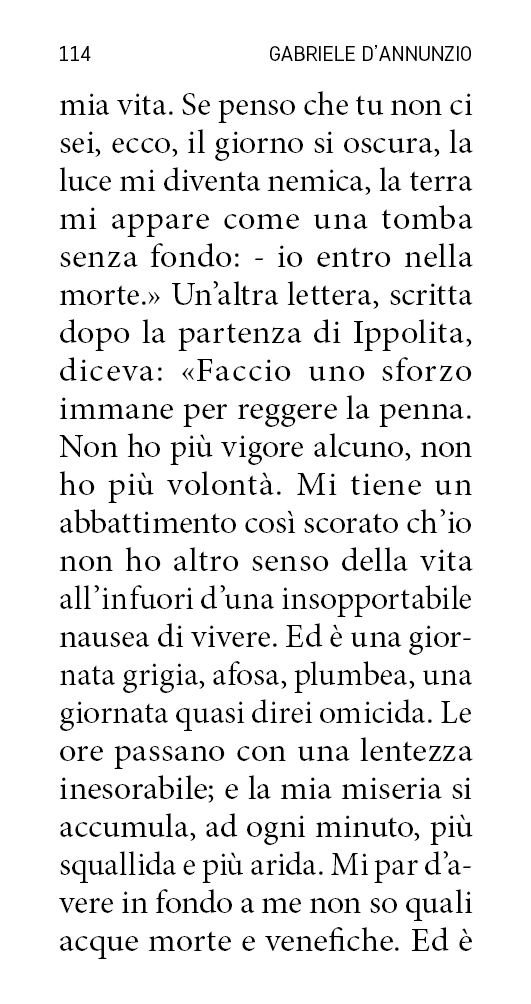 114 GABRIELE D'ANNUNZIO
mia vita. Se penso che tu non ci
sei, ecco, il giorno si oscura, la
luce mi diventa nemica, la terra
mi appare come una tomba
senza fondo: - io entro nella
morte.» Un’altra lettera, scritta
dopo la partenza di Ippolita,
diceva: «Faccio uno sforzo
immane per reggere la penna.
Non ho più vigore alcuno, non
ho più volontà. Mi tiene un
abbattimento così scorato ch’io
non ho altro senso della vita
all’infuori d’una insopportabile
nausea di vivere. Ed è una gior-
nata grigia, afosa, plumbea, una
giornata quasi direi omicida. Le
ore passano con una lentezza
inesorabile; e la mia miseria si
accumula, ad ogni minuto, più
squallida e più arida. Mi par d’a-
vere in fondo a me non so quali
acque morte e venefiche. Ed è